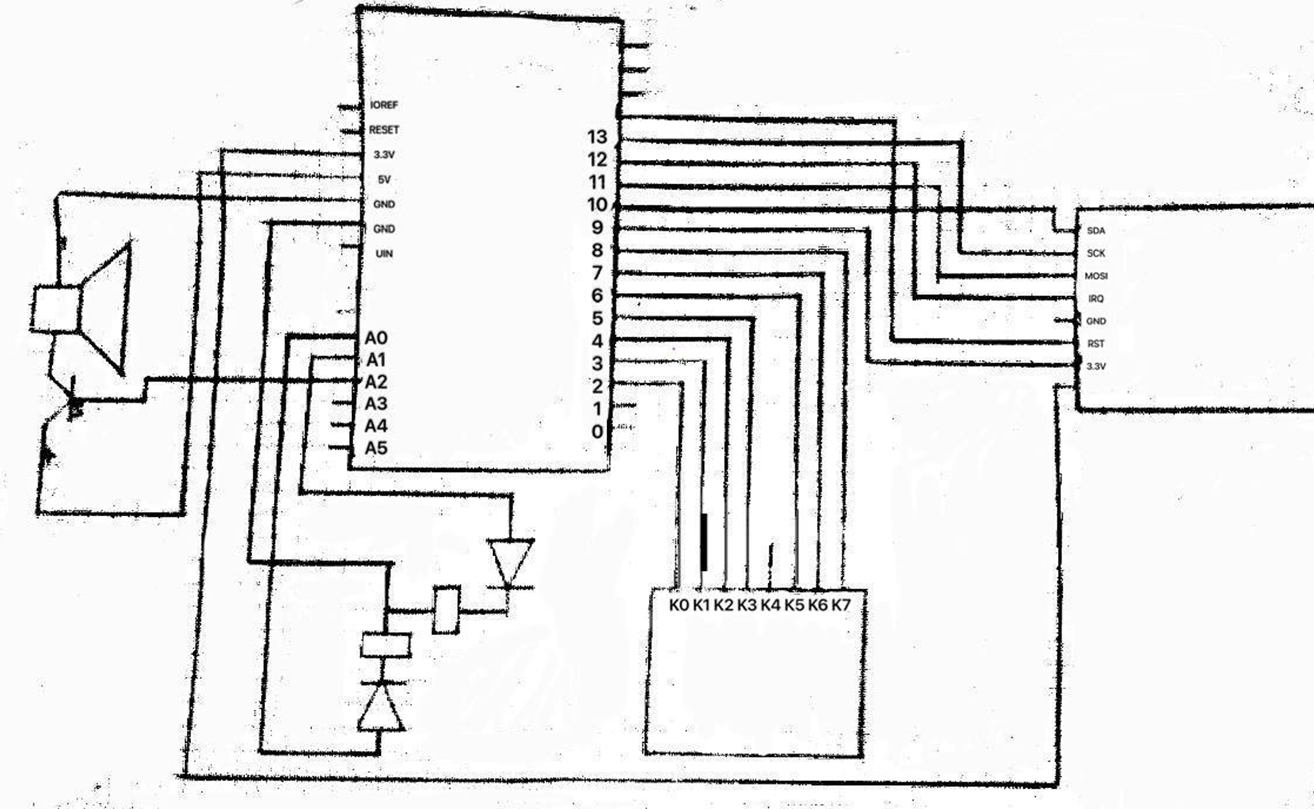 IOREF
RESET
3.3V
5V
GND
GND
UIN
A0
A1
A2
A3
A4
A5
13
12
11
10
9
8
7
6
5
4
3
2
1
0
SDA
SCK
MOSI
IRQ
GND
RST
3.3V
K0 K1 K2 K3 K4 K5 K6 K7